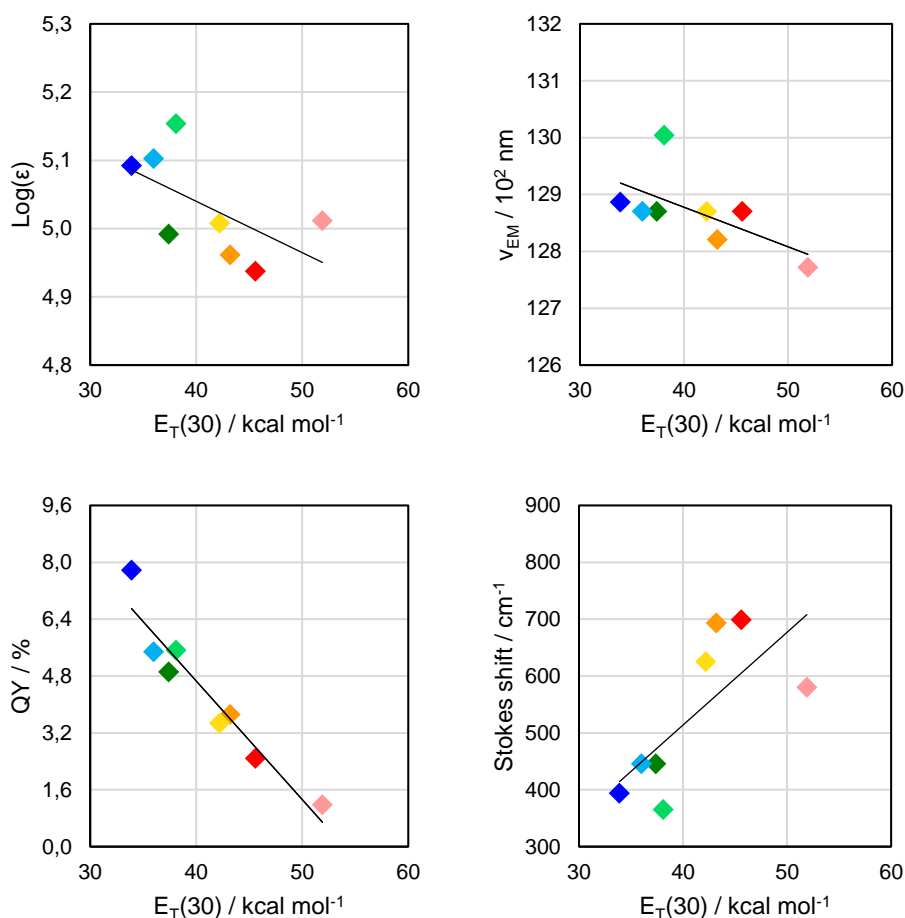 5,3
5,2
5,1
5,0
4,9
4,8
Log(ε)
30 40 50 60
E_T(30) / kcal mol⁻¹
132
131
130
129
128
127
126
ν_EM / 10² nm
30 40 50 60
E_T(30) / kcal mol⁻¹
9,6
8,0
6,4
4,8
3,2
1,6
0,0
QY / %
30 40 50 60
E_T(30) / kcal mol⁻¹
900
800
700
600
500
400
300
Stokes shift / cm⁻¹
30 40 50 60
E_T(30) / kcal mol⁻¹